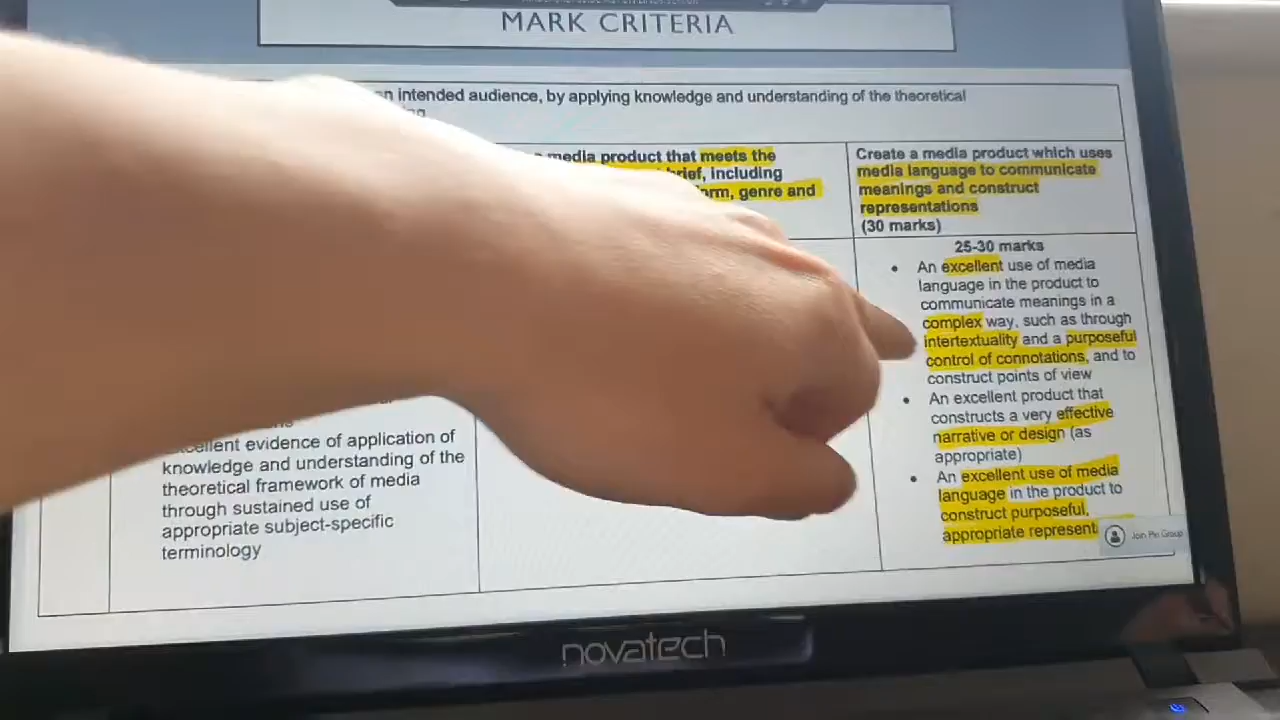 MARK CRITERIA
intended audience, by applying knowledge and understanding of the theoretical
media product that meets the
brief, including
genre and
Create a media product which uses
media language to communicate
meanings and construct
representations
(30 marks)
25-30 marks
• An excellent use of media
language in the product to
communicate meanings in a
complex way, such as through
intertextuality and a purposeful
control of connotations, and to
construct points of view
• An excellent product that
constructs a very effective
narrative or design (as
appropriate)
• An excellent use of media
language in the product to
construct purposeful,
appropriate represent
evidence of application of
knowledge and understanding of the
theoretical framework of media
through sustained use of
appropriate subject-specific
terminology
Join Pin Group
novatech